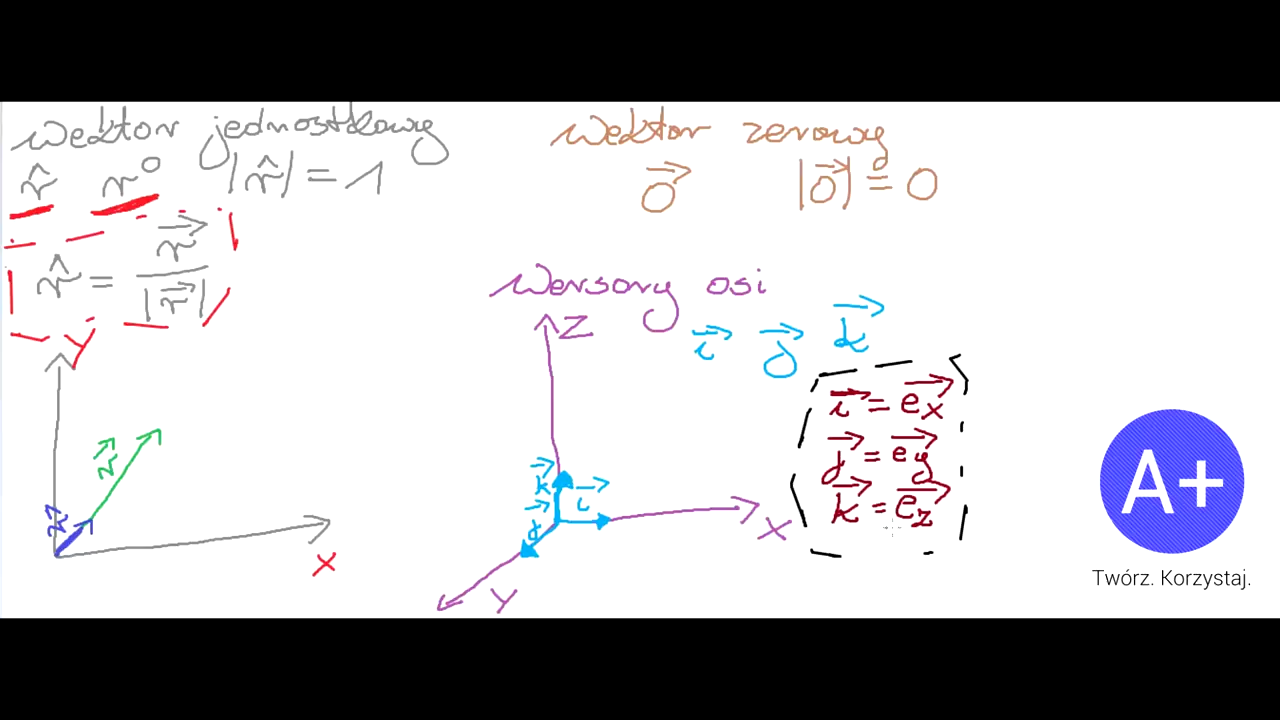 wektor jednostkowy
r̂ r⁰ |r̂| = 1
r̂ = r⃗ / |r⃗|
Y
r⃗
X
wektor zerowy
0⃗ |0⃗| = 0
Wersory osi
i⃗ j⃗ k⃗
Z
k⃗ i⃗
j⃗
X
Y
i⃗ = e⃗x
j⃗ = e⃗y
k⃗ = e⃗z
A+
Twórz. Korzystaj.